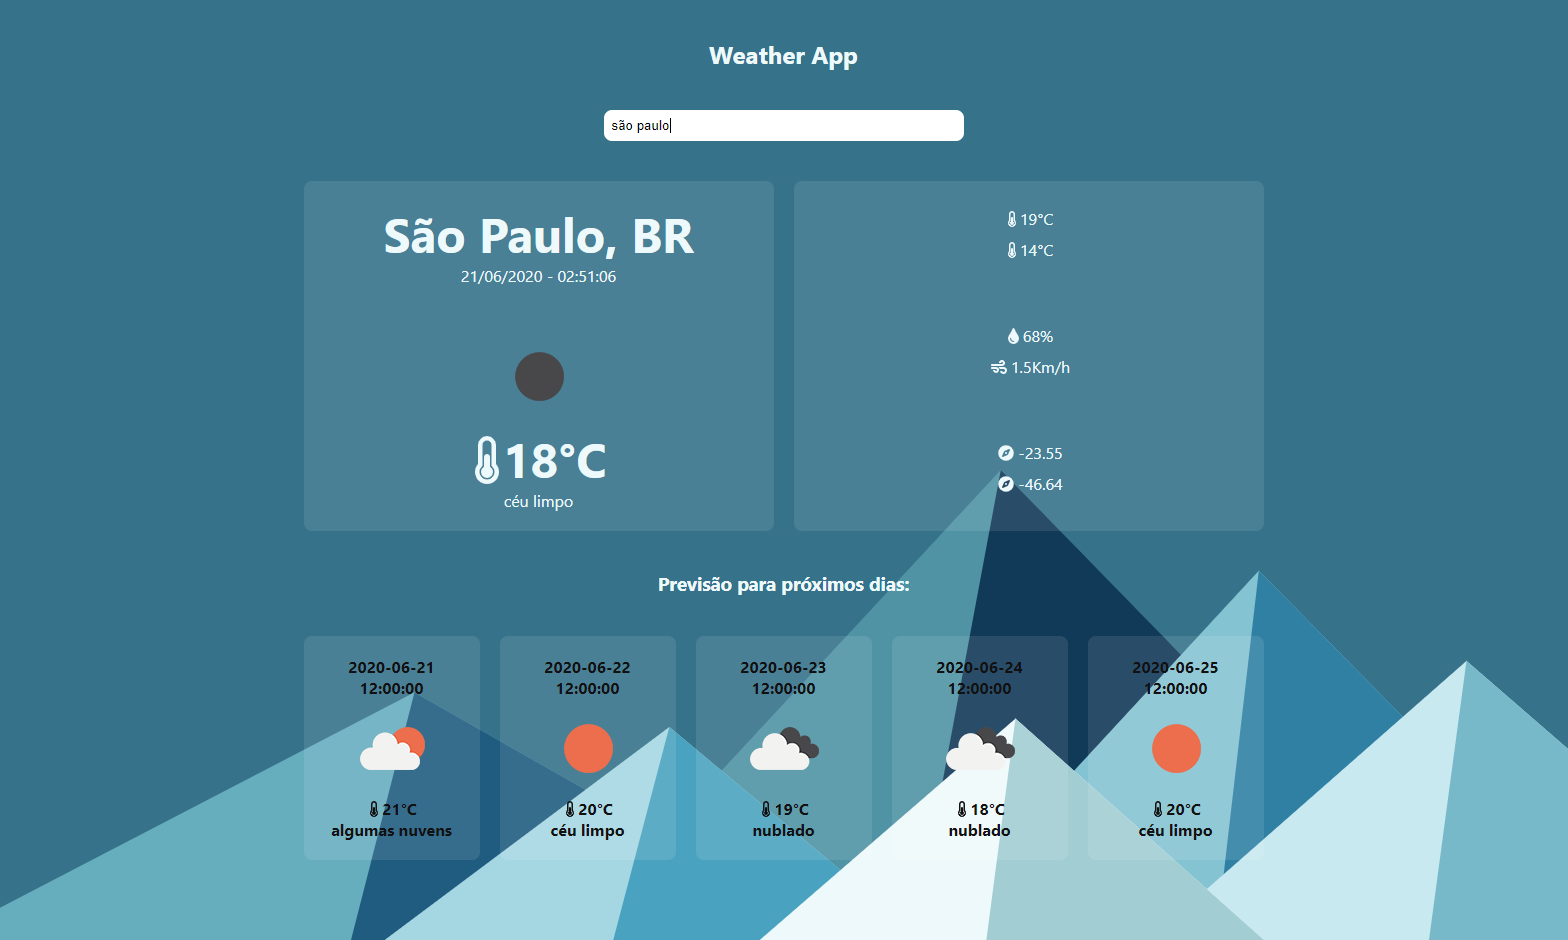 Weather App
são paulo
São Paulo, BR
21/06/2020 - 02:51:06
18°C
céu limpo
19°C
14°C
68%
1.5Km/h
-23.55
-46.64
Previsão para próximos dias:
2020-06-21
12:00:00
21°C
algumas nuvens
2020-06-22
12:00:00
20°C
céu limpo
2020-06-23
12:00:00
19°C
nublado
2020-06-24
12:00:00
18°C
nublado
2020-06-25
12:00:00
20°C
céu limpo